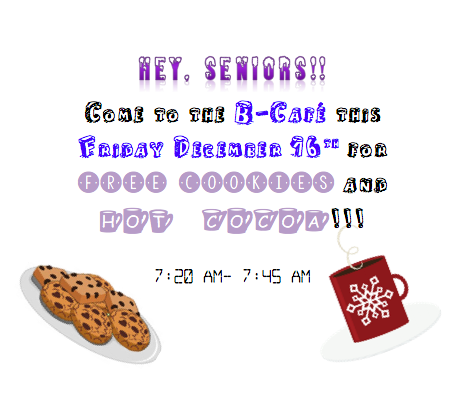 HEY, SENIORS!!
COME TO THE B-CAFÉ THIS
FRIDAY DECEMBER 16TH FOR
FREE COOKIES AND
HOT COCOA!!!
7:20 AM- 7:45 AM